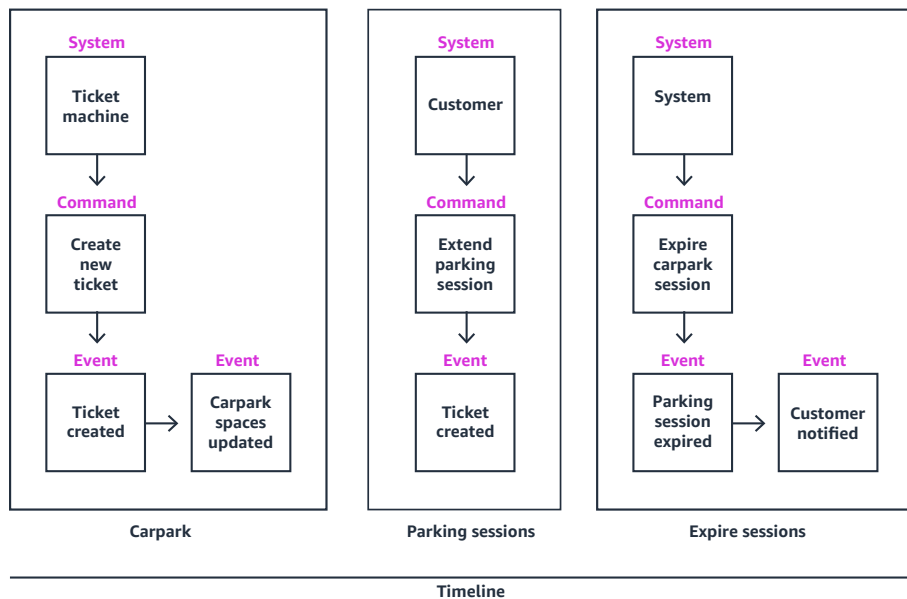 System
Ticket
machine
Command
Create
new
ticket
Event
Ticket
created
Event
Carpark
spaces
updated
Carpark
System
Customer
Command
Extend
parking
session
Event
Ticket
created
Parking sessions
System
System
Command
Expire
carpark
session
Event
Parking
session
expired
Event
Customer
notified
Expire sessions
Timeline